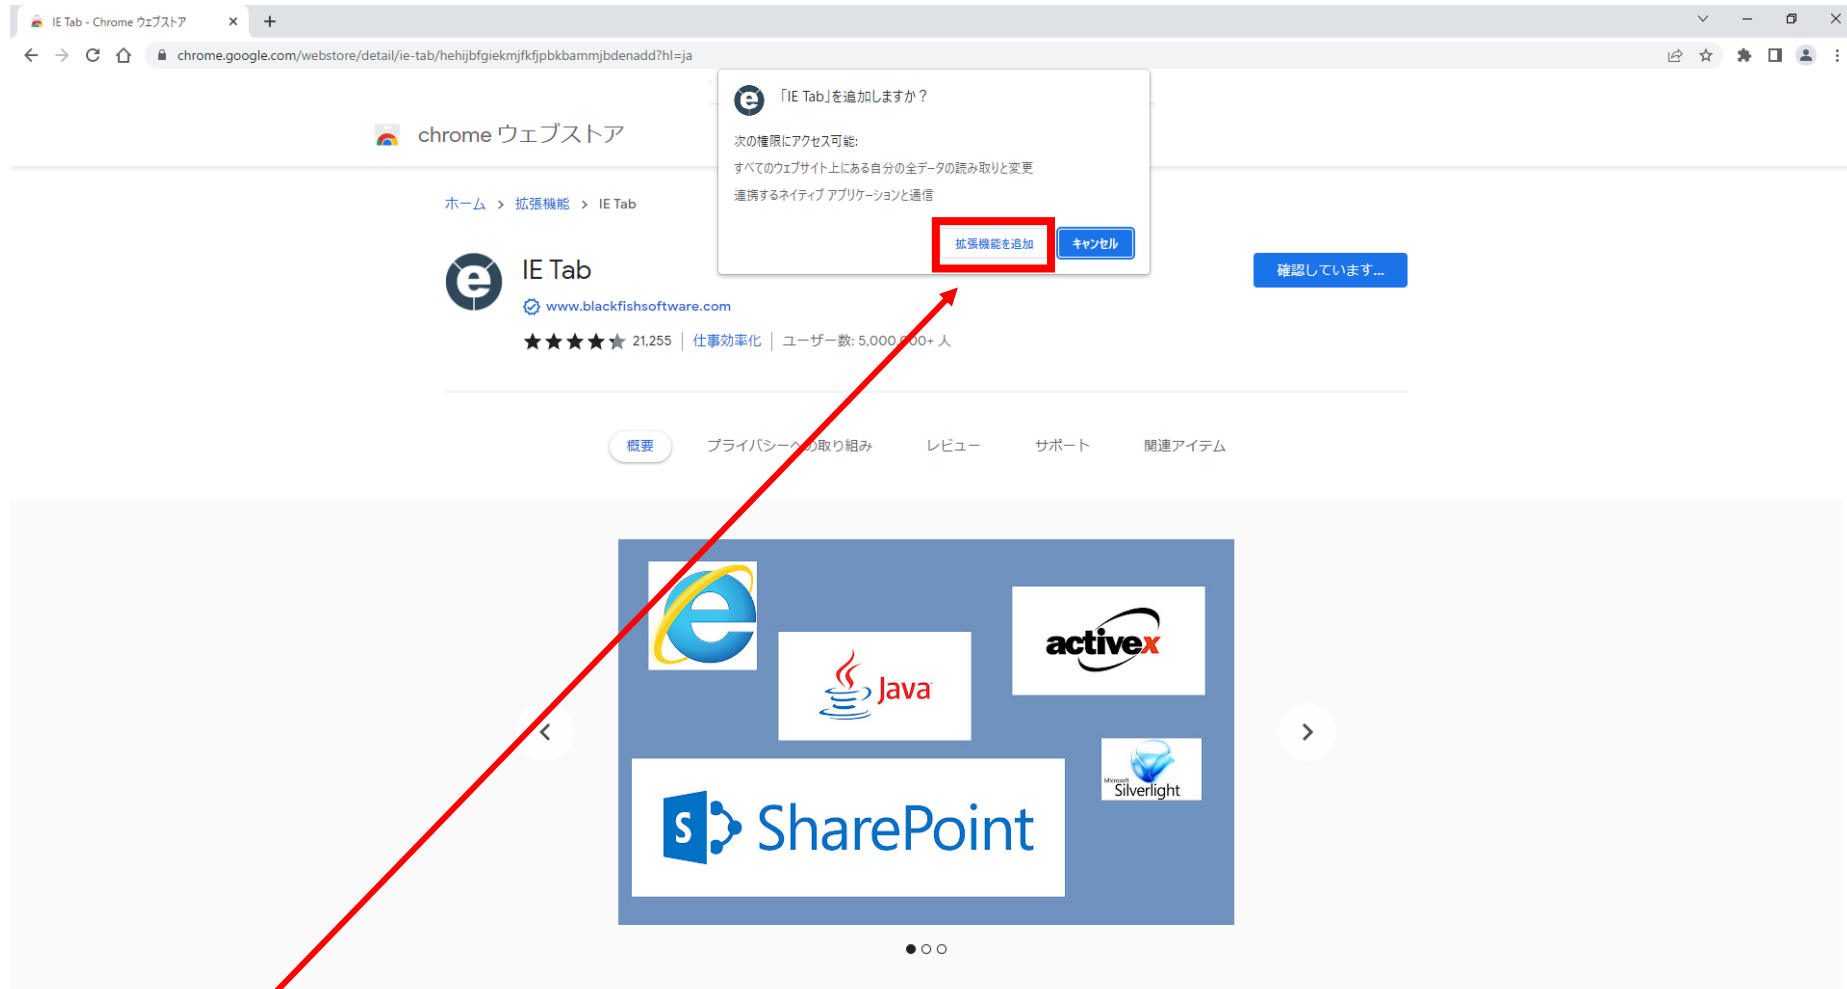 IE Tab - Chrome ウェブストア
chrome.google.com/webstore/detail/ie-tab/hehijbfgiekmjfkfjpbkbammjbdenadd?hl=ja
「IE Tab」を追加しますか？
次の権限にアクセス可能:
すべてのウェブサイト上にある自分の全データの読み取りと変更
連携するネイティブ アプリケーションと通信
拡張機能を追加 キャンセル
chrome ウェブストア
ホーム > 拡張機能 > IE Tab
IE Tab
確認しています...
www.blackfishsoftware.com
21,255 仕事効率化 ユーザー数: 5,000,000+ 人
概要 プライバシーへの取り組み レビュー サポート 関連アイテム
activex
Java
Microsoft
Silverlight
S SharePoint